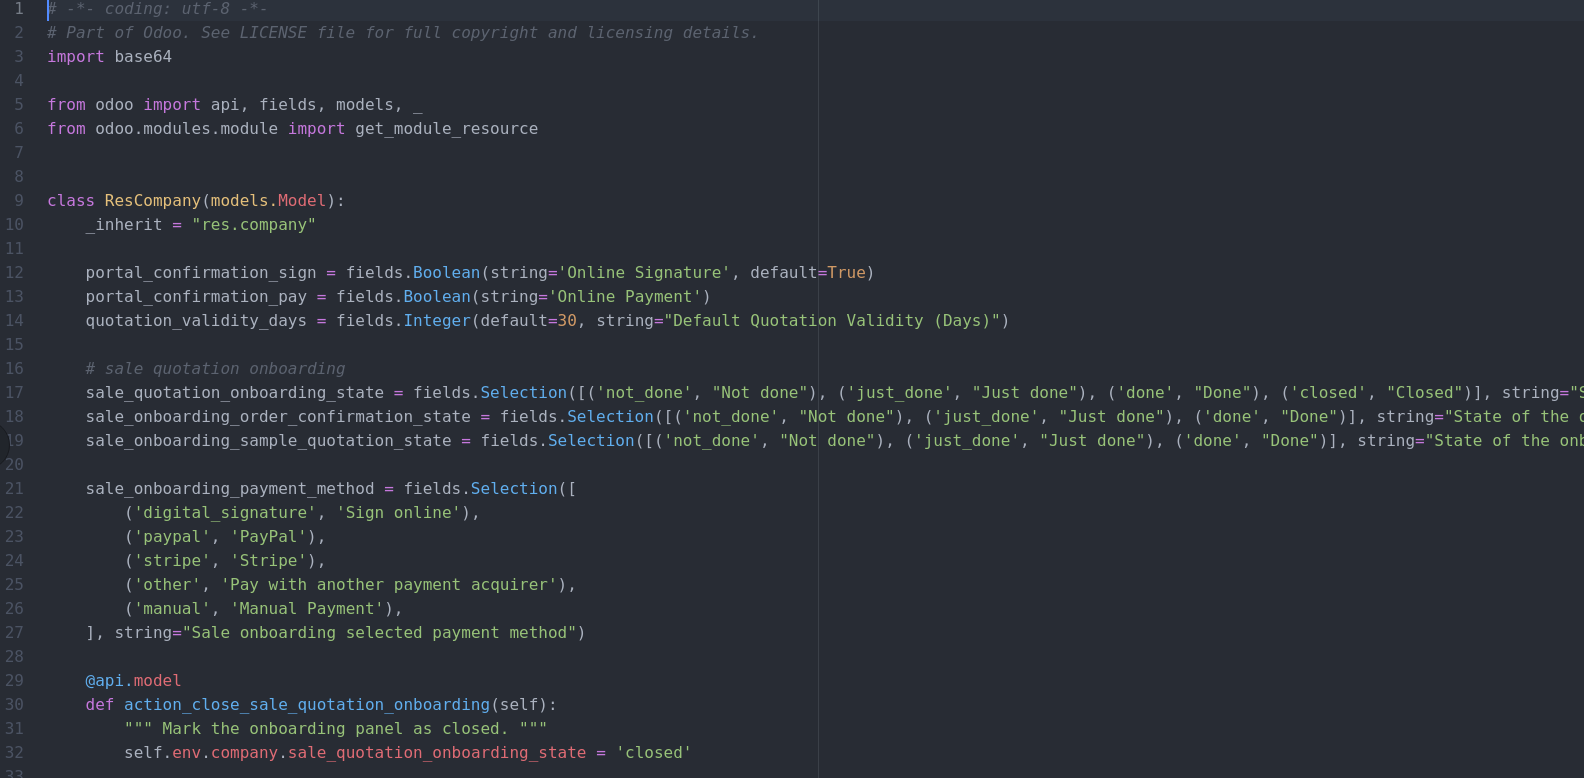 1 # -*- coding: utf-8 -*-
2 # Part of Odoo. See LICENSE file for full copyright and licensing details.
3 import base64
4
5 from odoo import api, fields, models, _
6 from odoo.modules.module import get_module_resource
7
8
9 class ResCompany(models.Model):
10     _inherit = "res.company"
11
12     portal_confirmation_sign = fields.Boolean(string='Online Signature', default=True)
13     portal_confirmation_pay = fields.Boolean(string='Online Payment')
14     quotation_validity_days = fields.Integer(default=30, string="Default Quotation Validity (Days)")
15
16     # sale quotation onboarding
17     sale_quotation_onboarding_state = fields.Selection([('not_done', "Not done"), ('just_done', "Just done"), ('done', "Done"), ('closed', "Closed")], string="S
18     sale_onboarding_order_confirmation_state = fields.Selection([('not_done', "Not done"), ('just_done', "Just done"), ('done', "Done")], string="State of the
19     sale_onboarding_sample_quotation_state = fields.Selection([('not_done', "Not done"), ('just_done', "Just done"), ('done', "Done")], string="State of the onb
20
21     sale_onboarding_payment_method = fields.Selection([
22         ('digital_signature', 'Sign online'),
23         ('paypal', 'PayPal'),
24         ('stripe', 'Stripe'),
25         ('other', 'Pay with another payment acquirer'),
26         ('manual', 'Manual Payment'),
27     ], string="Sale onboarding selected payment method")
28
29     @api.model
30     def action_close_sale_quotation_onboarding(self):
31         """ Mark the onboarding panel as closed. """
32         self.env.company.sale_quotation_onboarding_state = 'closed'
33